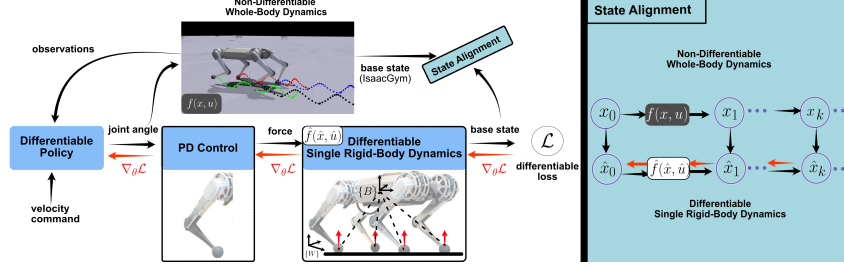 Non-Differentiable
Whole-Body Dynamics
observations
base state
(IsaacGym)
State Alignment
f(x, u)
joint angle
force
f̂(x̂, û)
base state
Differentiable
Policy
PD Control
Differentiable
Single Rigid-Body Dynamics
ℒ
∇θℒ
∇θℒ
∇θℒ
differentiable
loss
velocity
command
{B}
{W}
State Alignment
Non-Differentiable
Whole-Body Dynamics
x₀ f(x, u) x₁ xₖ
x̂₀ f̂(x̂, û x̂₁ x̂ₖ
Differentiable
Single Rigid-Body Dynamics